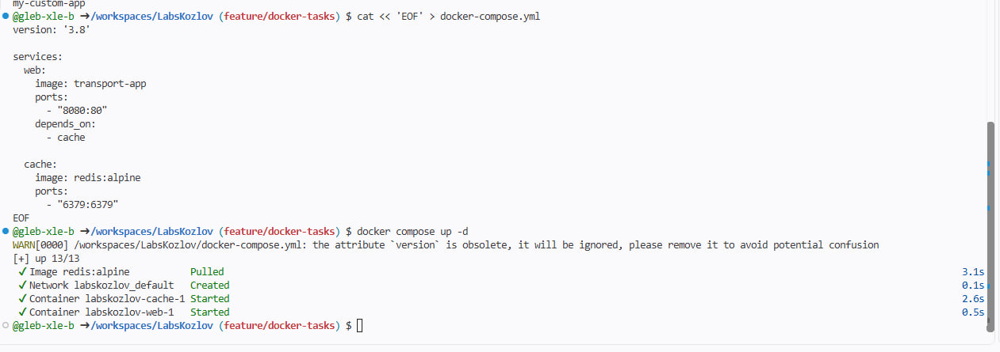 my-custom-app
@gleb-xle-b ➜/workspaces/LabsKozlov (feature/docker-tasks) $ cat << 'EOF' > docker-compose.yml
version: '3.8'
services:
web:
image: transport-app
ports:
- "8080:80"
depends_on:
- cache
cache:
image: redis:alpine
ports:
- "6379:6379"
EOF
@gleb-xle-b ➜/workspaces/LabsKozlov (feature/docker-tasks) $ docker compose up -d
WARN[0000] /workspaces/LabsKozlov/docker-compose.yml: the attribute `version` is obsolete, it will be ignored, please remove it to avoid potential confusion
[+] up 13/13
✔ Image redis:alpine Pulled 3.1s
✔ Network labskozlov_default Created 0.1s
✔ Container labskozlov-cache-1 Started 2.6s
✔ Container labskozlov-web-1 Started 0.5s
@gleb-xle-b ➜/workspaces/LabsKozlov (feature/docker-tasks) $